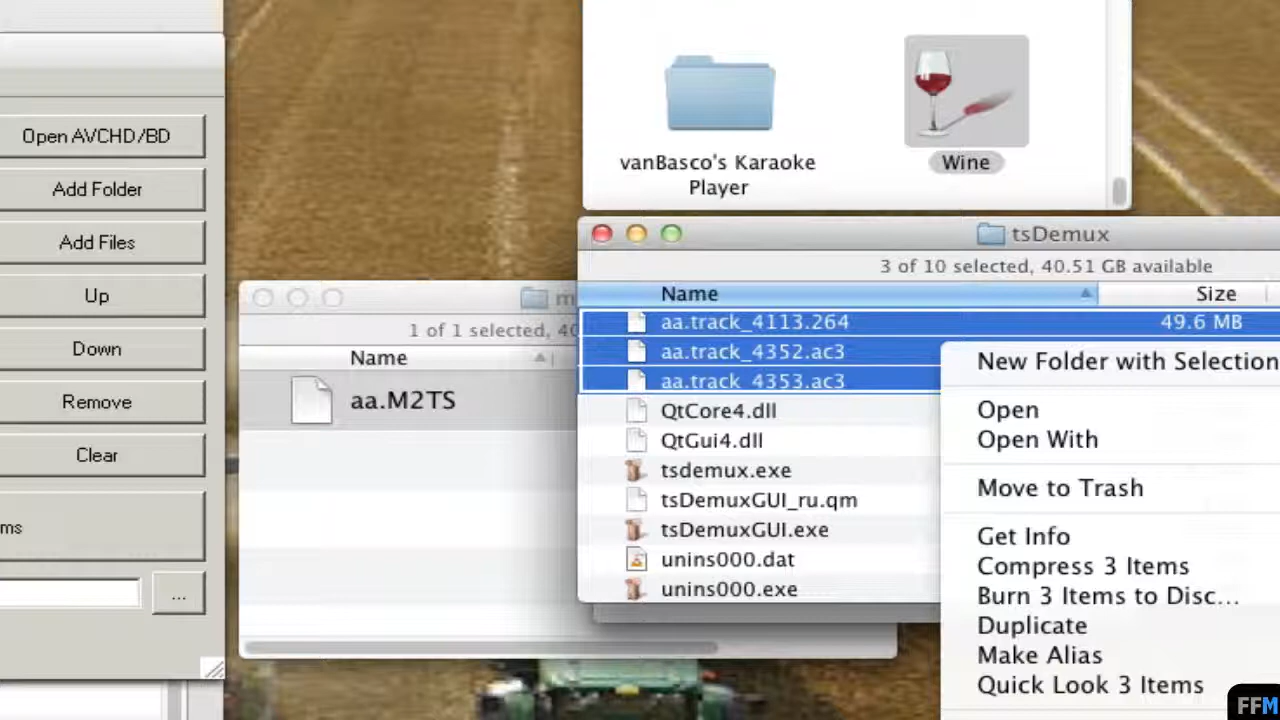 Open AVCHD/BD
Add Folder
Add Files
Up
Down
Remove
Clear
ms
...
vanBasco's Karaoke
Player
Wine
1 of 1 selected, 40
Name
aa.M2TS
tsDemux
3 of 10 selected, 40.51 GB available
Name Size
aa.track_4113.264 49.6 MB
aa.track_4352.ac3
aa.track_4353.ac3
QtCore4.dll
QtGui4.dll
tsdemux.exe
tsDemuxGUI_ru.qm
tsDemuxGUI.exe
unins000.dat
unins000.exe
New Folder with Selection
Open
Open With
Move to Trash
Get Info
Compress 3 Items
Burn 3 Items to Disc...
Duplicate
Make Alias
Quick Look 3 Items
FFM